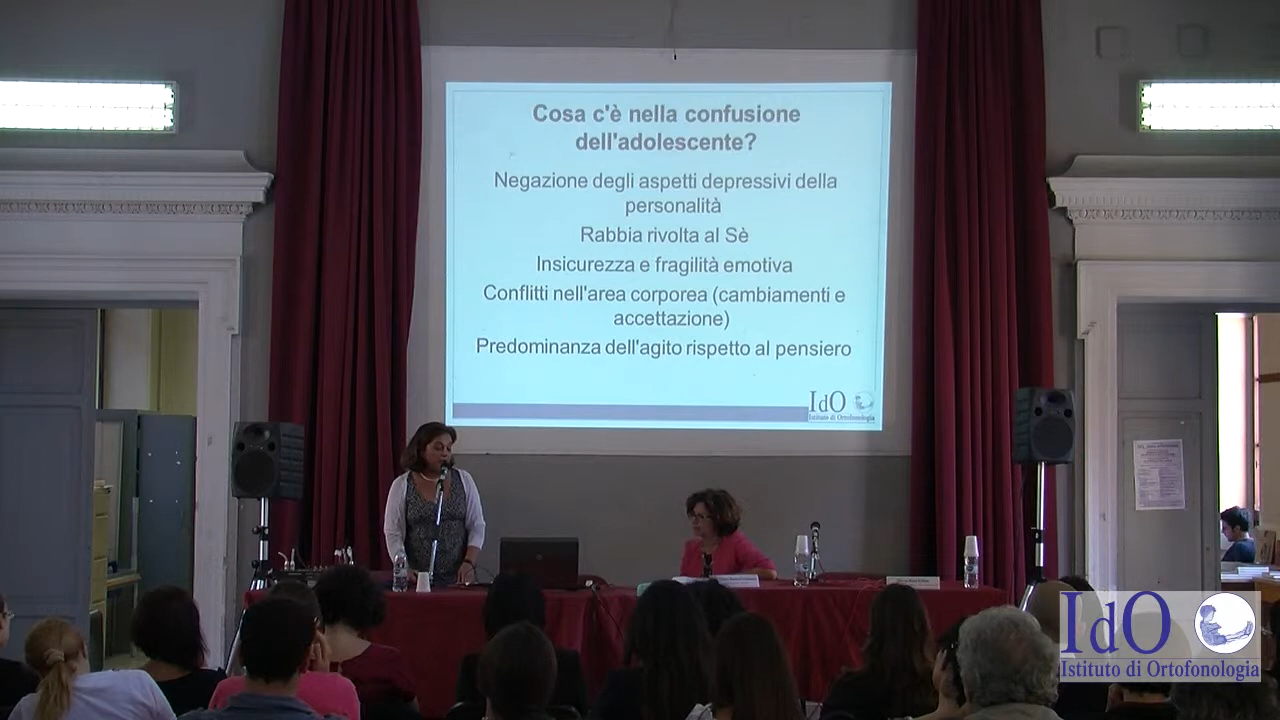 Cosa c'è nella confusione
dell'adolescente?
Negazione degli aspetti depressivi della
personalità
Rabbia rivolta al Sè
Insicurezza e fragilità emotiva
Conflitti nell'area corporea (cambiamenti e
accettazione)
Predominanza dell'agito rispetto al pensiero
IdO
Istituto di Ortofonologia
IdO
Istituto di Ortofonologia